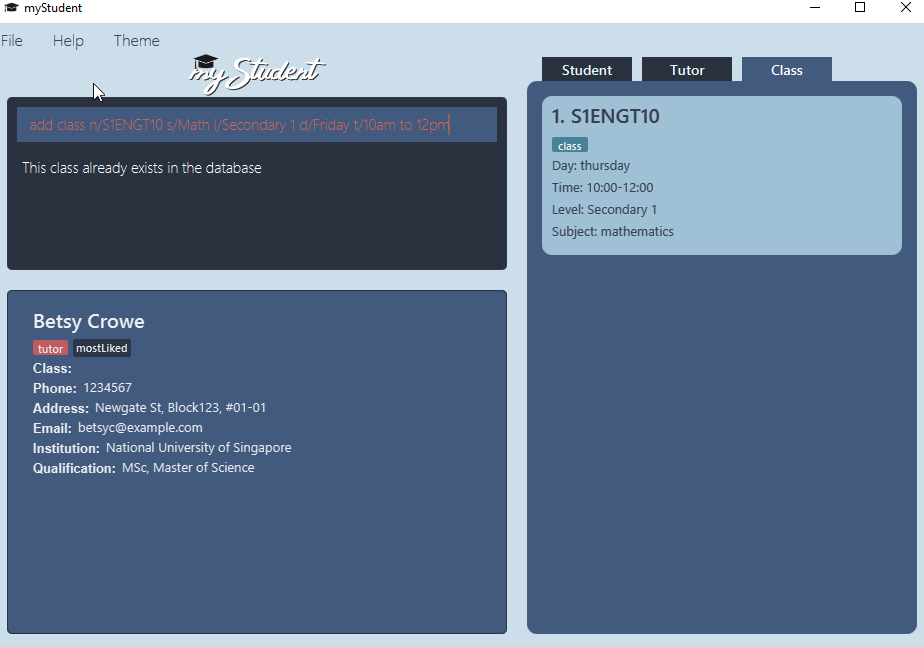 myStudent
File Help Theme
myStudent
add class n/S1ENGT10 s/Math l/Secondary 1 d/Friday t/10am to 12pm
This class already exists in the database
Betsy Crowe
tutor mostLiked
Class:
Phone: 1234567
Address: Newgate St, Block123, #01-01
Email: betsyc@example.com
Institution: National University of Singapore
Qualification: MSc, Master of Science
Student Tutor Class
1. S1ENGT10
class
Day: thursday
Time: 10:00-12:00
Level: Secondary 1
Subject: mathematics